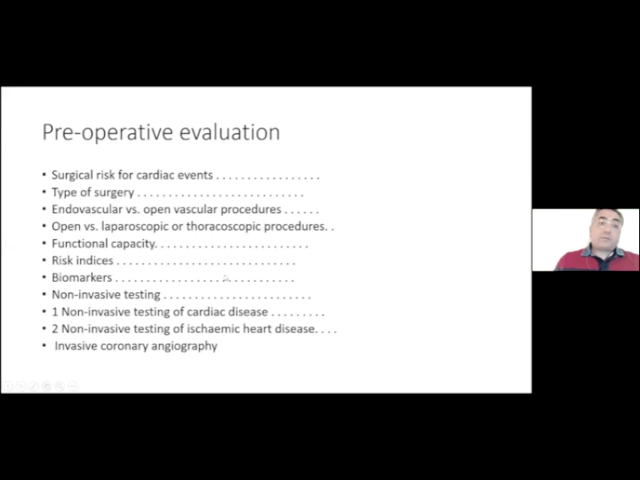 Pre-operative evaluation
• Surgical risk for cardiac events . . . . . . . . . . . . . . . . .
• Type of surgery . . . . . . . . . . . . . . . . . . . . . . . . . . .
• Endovascular vs. open vascular procedures . . . . . .
• Open vs. laparoscopic or thoracoscopic procedures. .
• Functional capacity. . . . . . . . . . . . . . . . . . . . . . . . .
• Risk indices . . . . . . . . . . . . . . . . . . . . . . . . . . . . .
• Biomarkers . . . . . . . . . . . . . . . . . . . . . . . . . . . . .
• Non-invasive testing . . . . . . . . . . . . . . . . . . . . . . . .
• 1 Non-invasive testing of cardiac disease . . . . . . . . .
• 2 Non-invasive testing of ischaemic heart disease. . . .
• Invasive coronary angiography